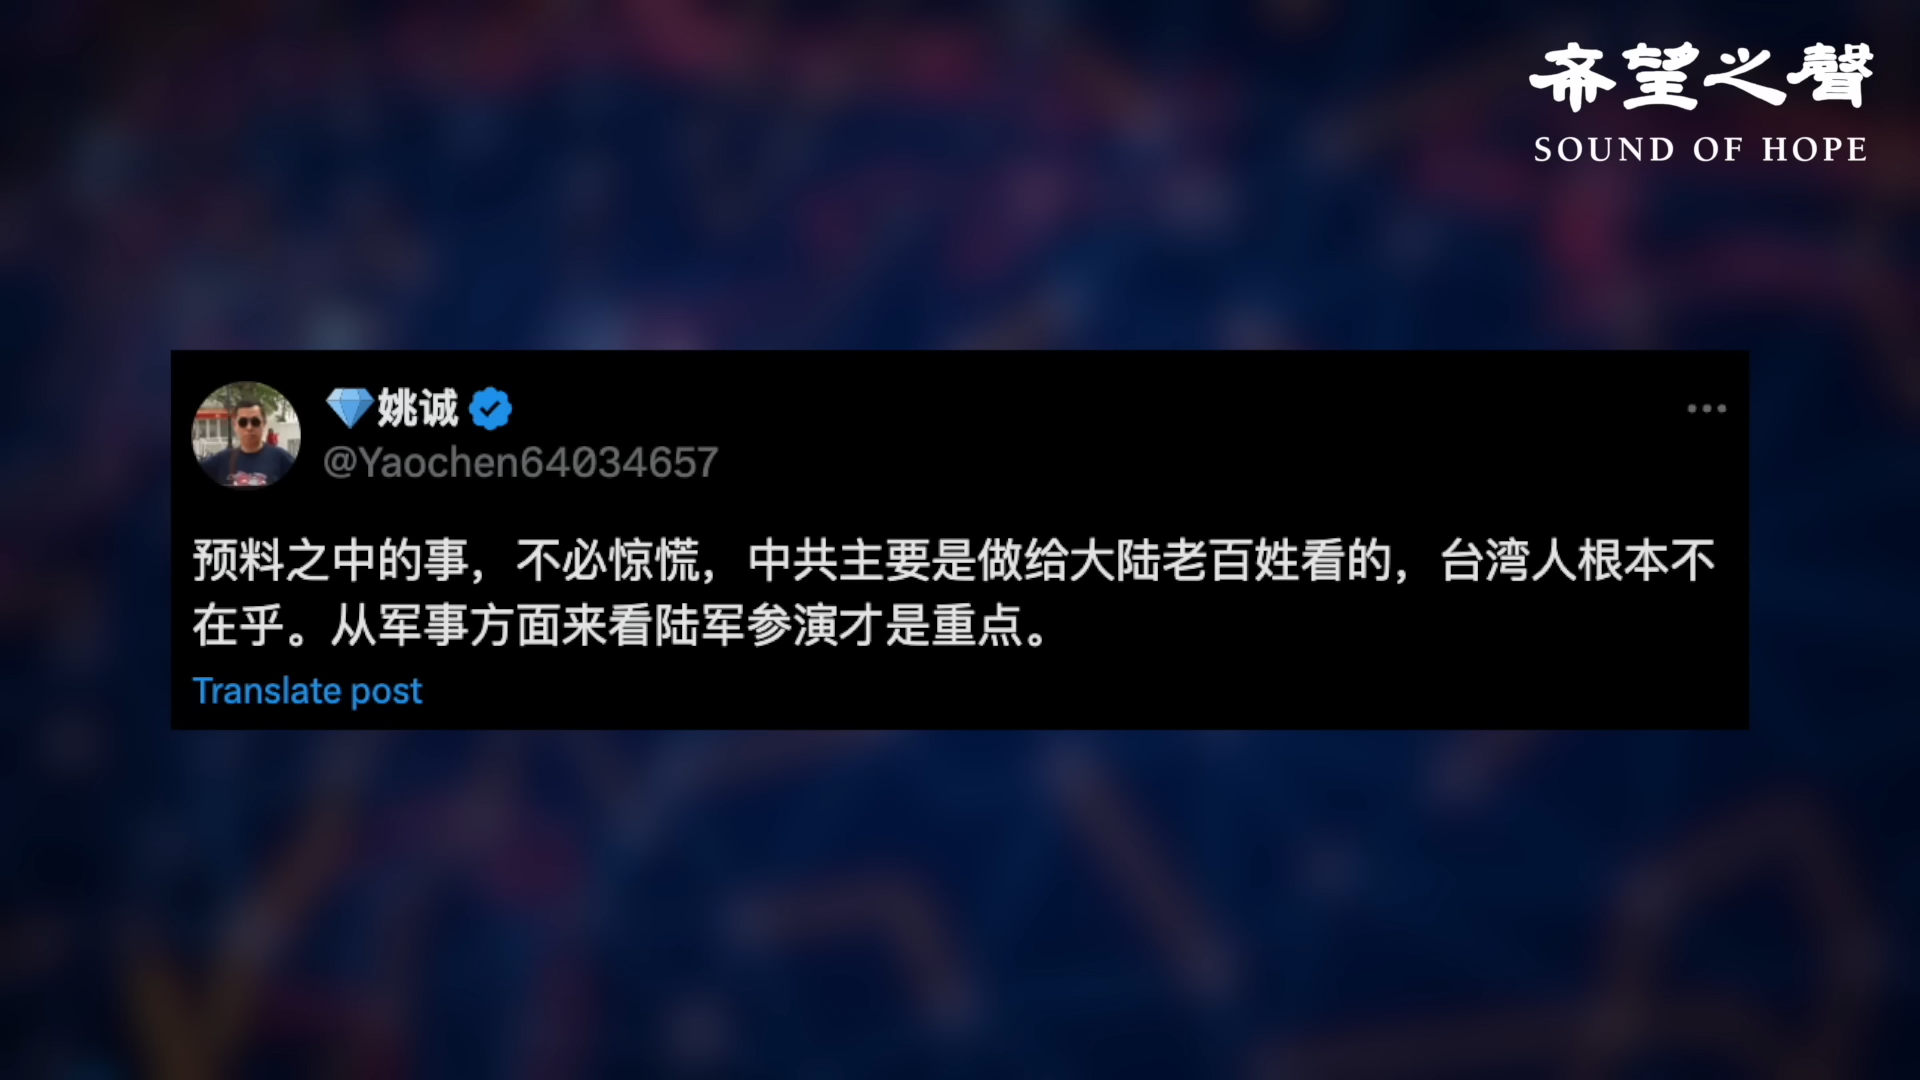 希望之聲
SOUND OF HOPE
💎姚诚
@Yaochen64034657
预料之中的事，不必惊慌，中共主要是做给大陆老百姓看的，台湾人根本不
在乎。从军事方面来看陆军参演才是重点。
Translate post